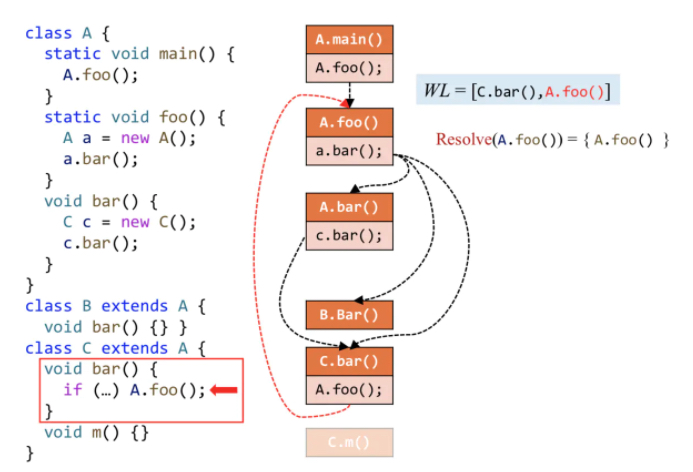 class A {
static void main() {
A.foo();
}
static void foo() {
A a = new A();
a.bar();
}
void bar() {
C c = new C();
c.bar();
}
}
class B extends A {
void bar() {} }
class C extends A {
void bar() {
if (…) A.foo();
}
void m() {}
}
A.main()
A.foo();
A.foo()
a.bar();
A.bar()
c.bar();
B.Bar()
C.bar()
A.foo();
C.m()
WL = [C.bar(),A.foo()]
Resolve(A.foo()) = { A.foo() }